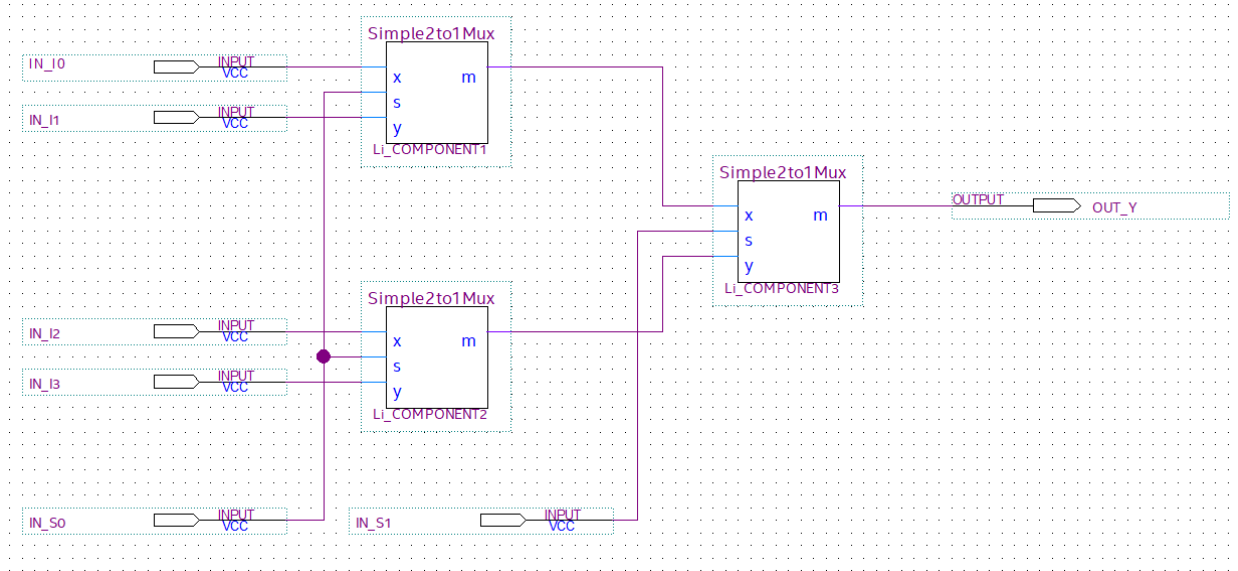 Simple2to1Mux
IN_I0 INPUT VCC
x m
s
IN_I1 INPUT VCC
y
Li_COMPONENT1
Simple2to1Mux
OUTPUT OUT_Y
x m
s
y
Li_COMPONENT3
Simple2to1Mux
IN_I2 INPUT VCC
x m
s
IN_I3 INPUT VCC
y
Li_COMPONENT2
IN_S0 INPUT VCC
IN_S1 INPUT VCC